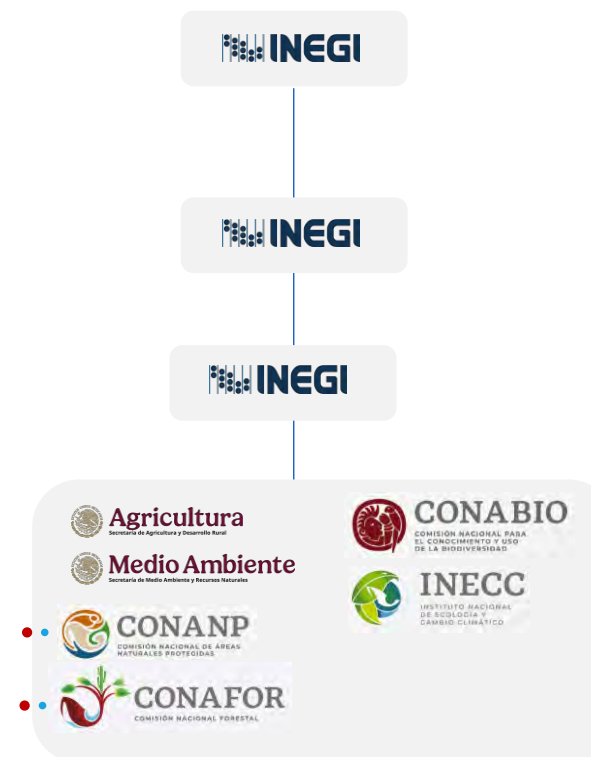 INEGI
INEGI
INEGI
Agricultura
Secretaría de Agricultura y Desarrollo Rural
Medio Ambiente
Secretaría de Medio Ambiente y Recursos Naturales
CONANP
COMISIÓN NACIONAL DE ÁREAS
NATURALES PROTEGIDAS
CONAFOR
COMISIÓN NACIONAL FORESTAL
CONABIO
COMISIÓN NACIONAL PARA
EL CONOCIMIENTO Y USO
DE LA BIODIVERSIDAD
INECC
INSTITUTO NACIONAL
DE ECOLOGÍA Y
CAMBIO CLIMÁTICO